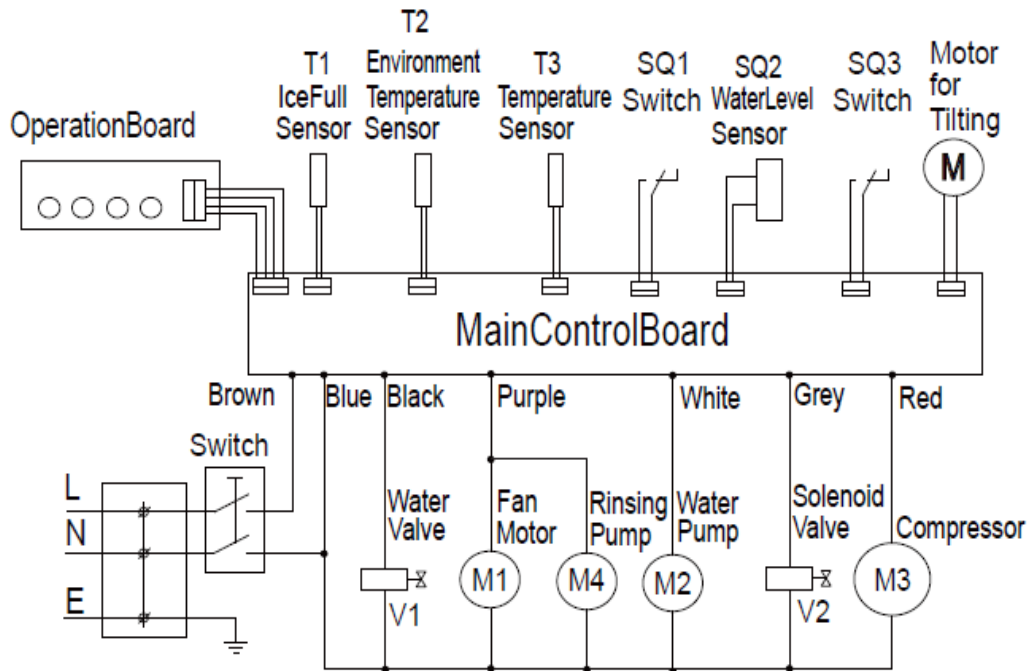 T2
T1
Environment
T3
SQ1
SQ2
SQ3
Motor
IceFull
Temperature
Temperature
Switch
WaterLevel
Switch
for
Sensor
Sensor
Sensor
Sensor
Tilting
OperationBoard
M
MainControlBoard
Brown
Blue
Black
Purple
White
Grey
Red
Switch
L
N
E
Water
Valve
V1
Fan
Motor
M1
Rinsing
Pump
M4
Water
Pump
M2
Solenoid
Valve
V2
Compressor
M3